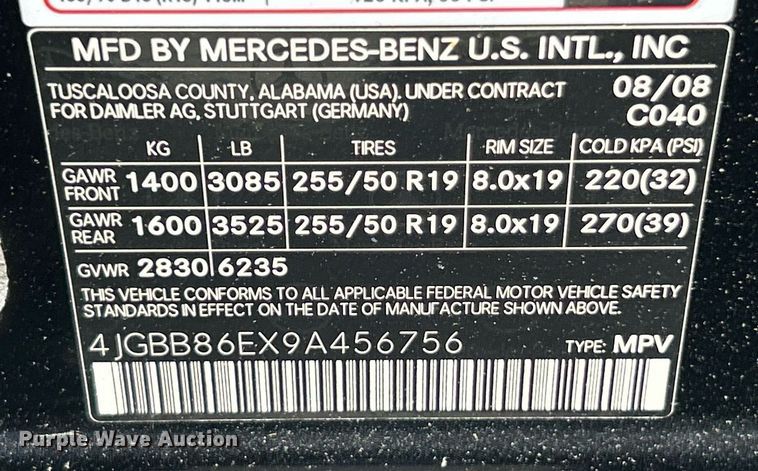 MFD BY MERCEDES-BENZ U.S. INTL., INC
TUSCALOOSA COUNTY, ALABAMA (USA). UNDER CONTRACT 08/08
FOR DAIMLER AG, STUTTGART (GERMANY) C040
KG LB TIRES RIM SIZE COLD KPA (PSI)
GAWR FRONT 1400 3085 255/50 R19 8.0x19 220(32)
GAWR REAR 1600 3525 255/50 R19 8.0x19 270(39)
GVWR 2830 6235
THIS VEHICLE CONFORMS TO ALL APPLICABLE FEDERAL MOTOR VEHICLE SAFETY
STANDARDS IN EFFECT ON THE DATE OF MANUFACTURE SHOWN ABOVE.
4JGBB86EX9A456756 TYPE: MPV
Purple Wave Auction